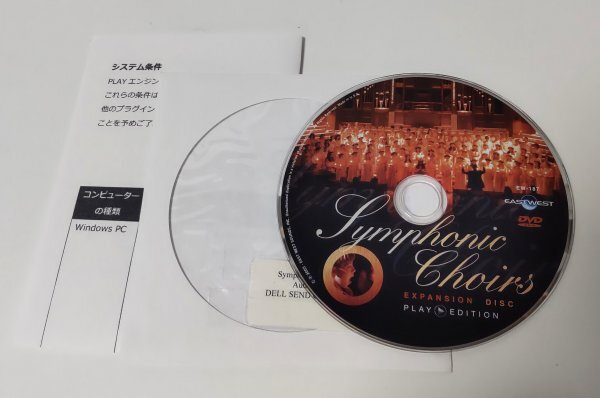 システム条件
PLAY エンジン
これらの条件は
他のプラグイン
ことを予めご了
コンピューター
の種類
Windows PC
Symp
Au
DELL SEND
EW-187
EASTWEST
DVD
Symphonic
Choirs
EXPANSION DISC
PLAY EDITION